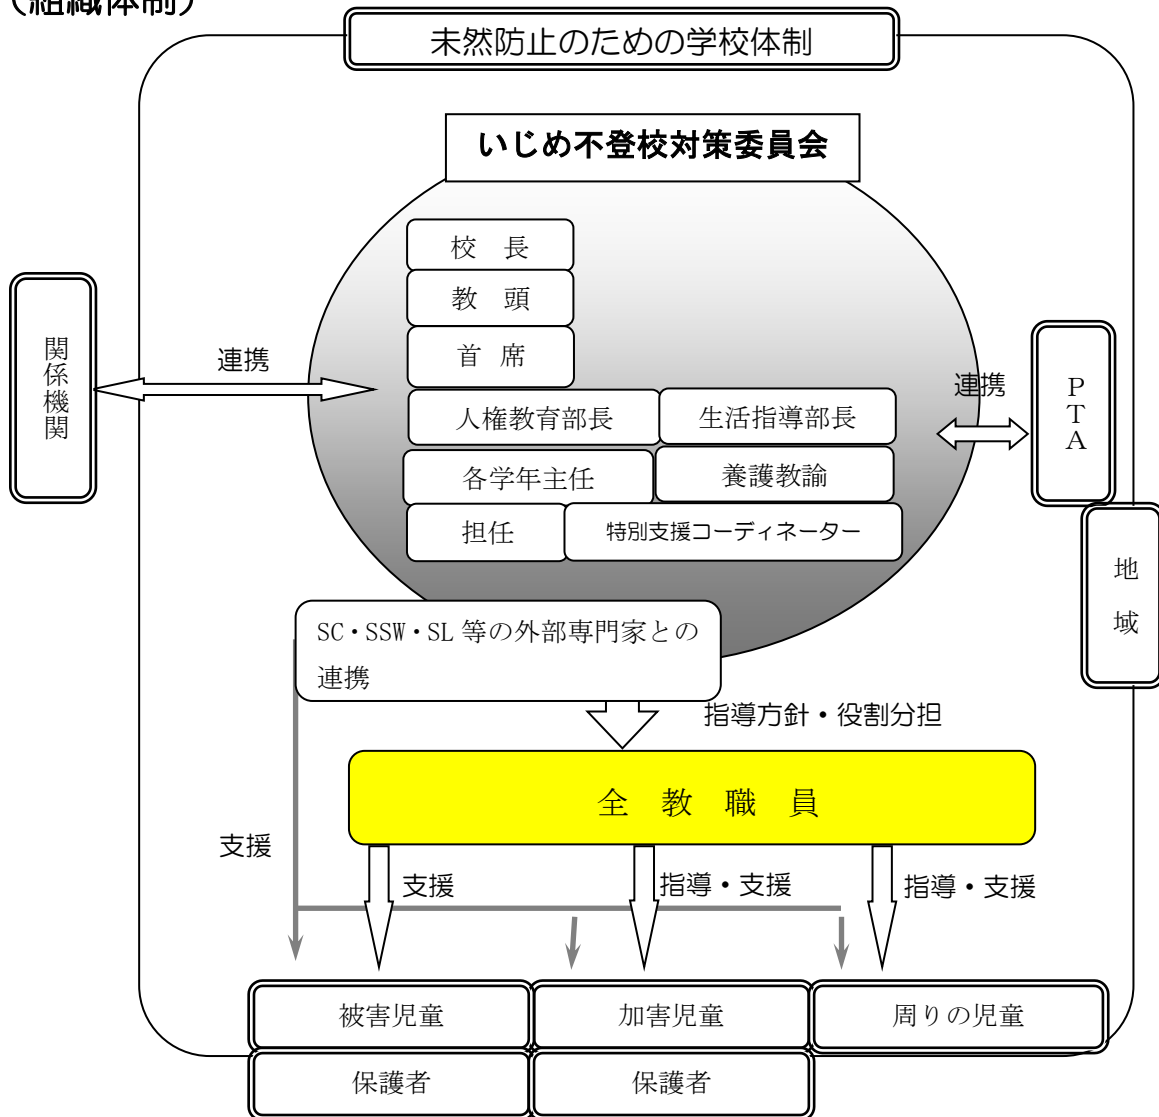 （組織体制）
未然防止のための学校体制
いじめ不登校対策委員会
校　長
教　頭
首 席
人権教育部長
生活指導部長
各学年主任
養護教諭
担任
特別支援コーディネーター
関係機関
連携
連携
PTA
地域
SC・SSW・SL 等の外部専門家との
連携
指導方針・役割分担
全　教　職　員
支援
支援
指導・支援
指導・支援
被害児童
加害児童
周りの児童
保護者
保護者